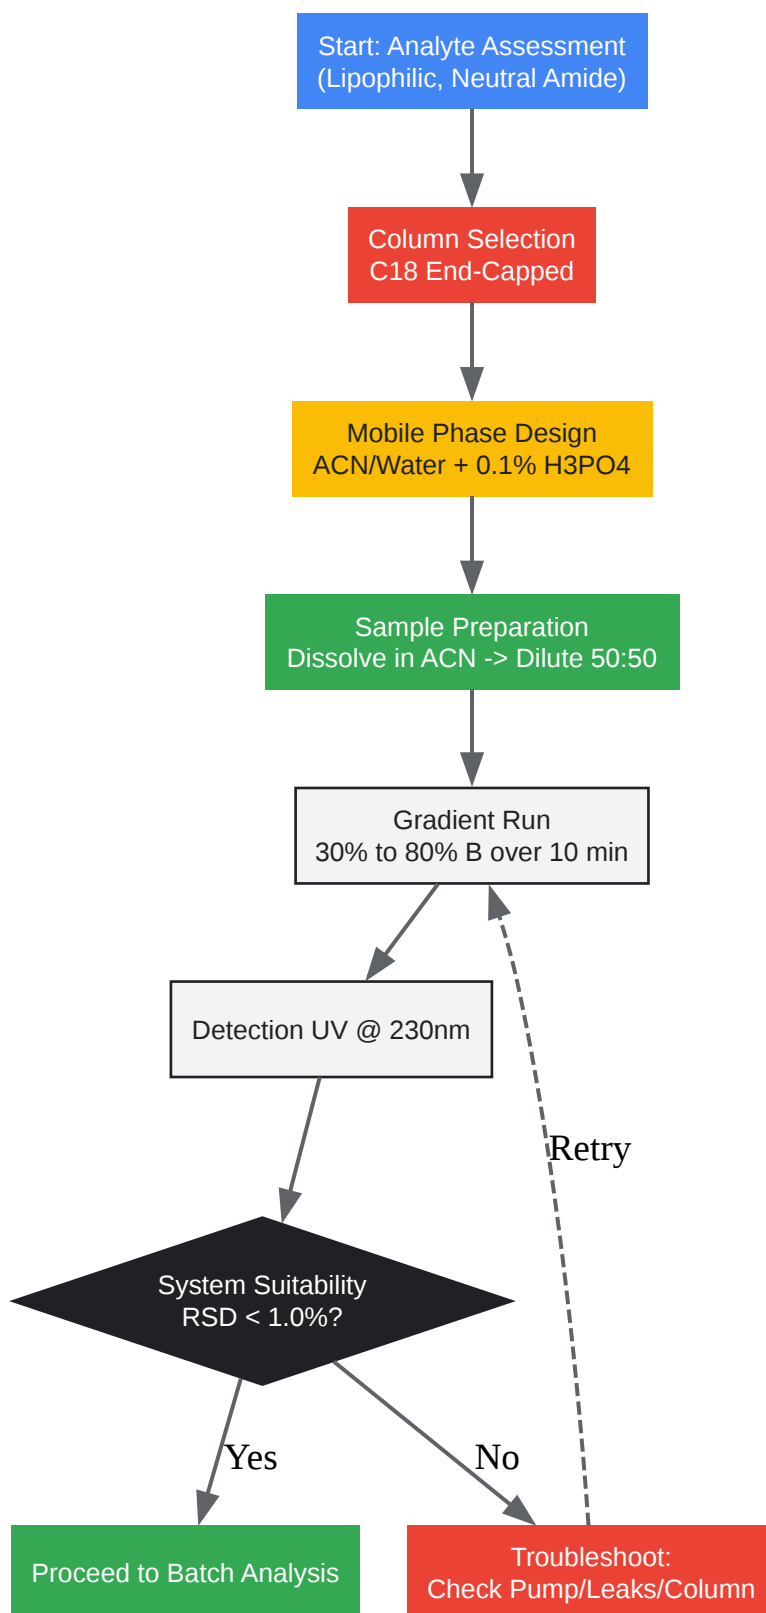 Start: Analyte Assessment
(Lipophilic, Neutral Amide)
Column Selection
C18 End-Capped
Mobile Phase Design
ACN/Water + 0.1% H3PO4
Sample Preparation
Dissolve in ACN -> Dilute 50:50
Gradient Run
30% to 80% B over 10 min
Detection UV @ 230nm
Retry
System Suitability
RSD < 1.0%?
Yes
No
Proceed to Batch Analysis
Troubleshoot:
Check Pump/Leaks/Column